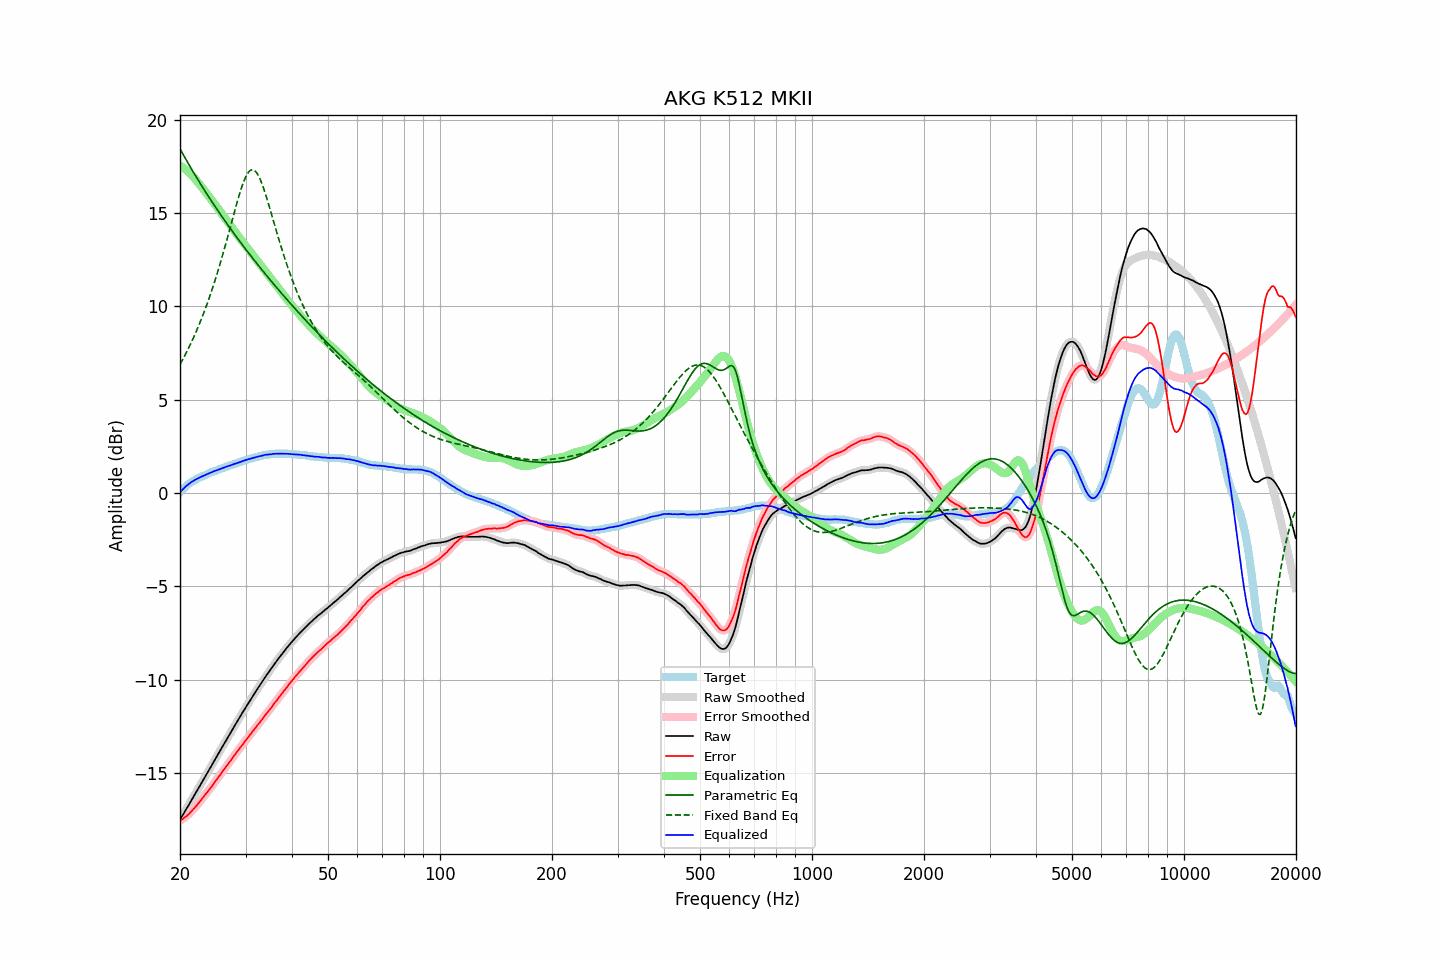 AKG K512 MKII
Amplitude (dBr)
20
15
10
5
0
−5
−10
−15
Target
Raw Smoothed
Error Smoothed
Raw
Error
Equalization
Parametric Eq
Fixed Band Eq
Equalized
20 50 100 200 500 1000 2000 5000 10000 20000
Frequency (Hz)